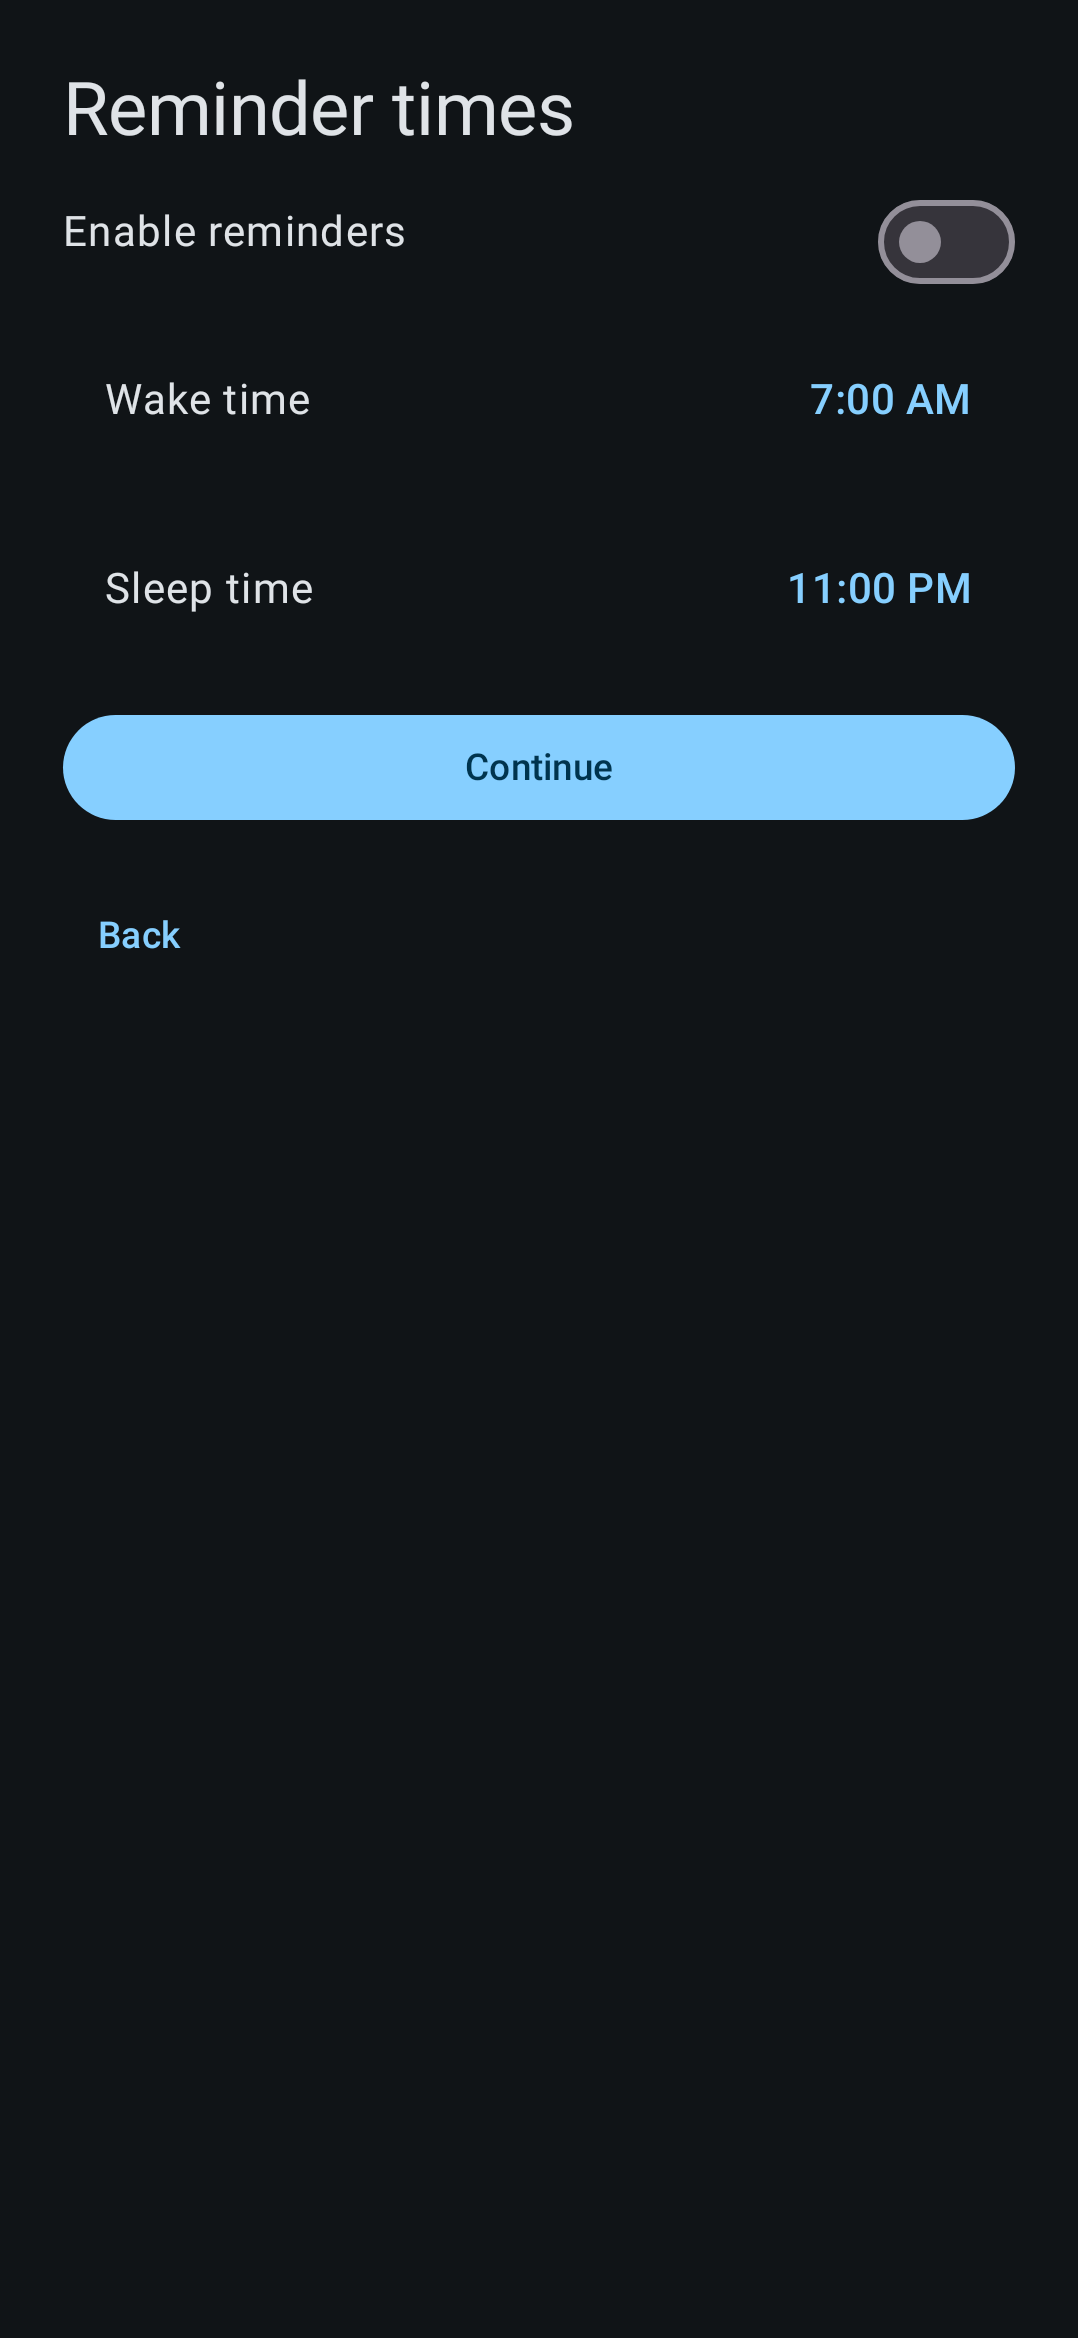 Reminder times
Enable reminders
Wake time 7:00 AM
Sleep time 11:00 PM
Continue
Back